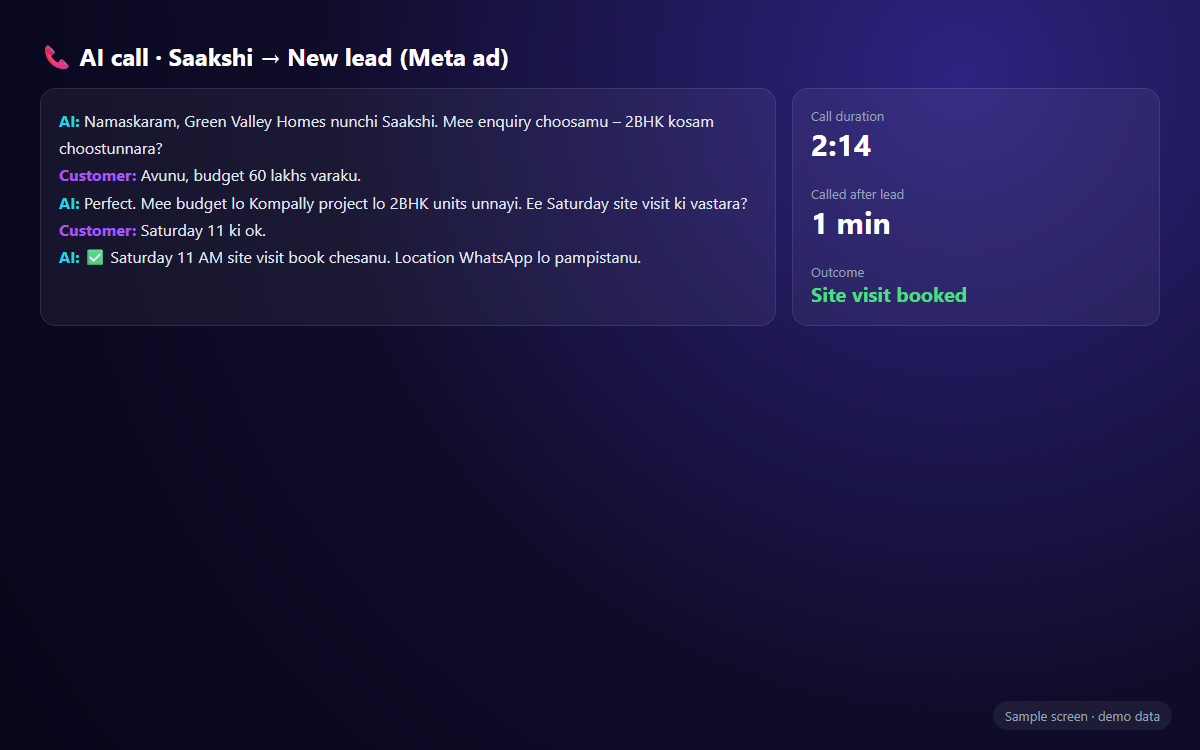 📞 AI call · Saakshi → New lead (Meta ad)
AI: Namaskaram, Green Valley Homes nunchi Saakshi. Mee enquiry choosamu – 2BHK kosam
choostunnara?
Customer: Avunu, budget 60 lakhs varaku.
AI: Perfect. Mee budget lo Kompally project lo 2BHK units unnayi. Ee Saturday site visit ki vastara?
Customer: Saturday 11 ki ok.
AI: ✅ Saturday 11 AM site visit book chesanu. Location WhatsApp lo pampistanu.
Call duration
2:14
Called after lead
1 min
Outcome
Site visit booked
Sample screen · demo data